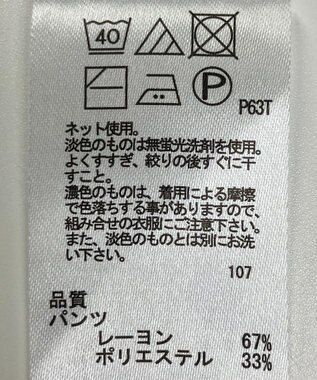 40
P
P63T
ネット使用。
淡色のものは無蛍光洗剤を使用。
よくすすぎ、絞りの後すぐに干
すこと。
濃色のものは、着用による摩擦
で色落ちする事がありますので、
組み合せの衣服にご注意下さい。
また、淡色のものとは別にお洗
い下さい。
107
品質
パンツ
レーヨン 67%
ポリエステル 33%